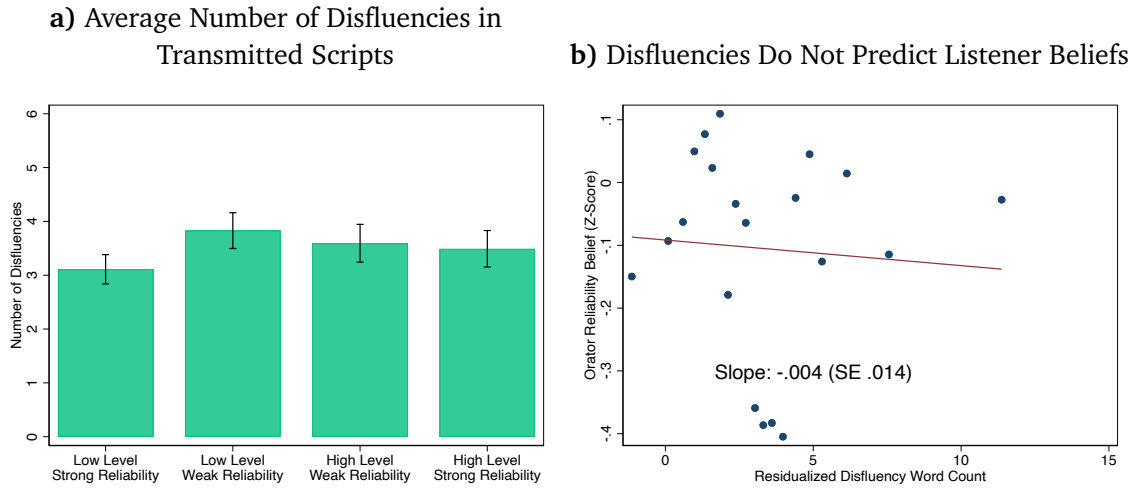 a) Average Number of Disfluencies in
Transmitted Scripts
Number of Disfluencies
6
5
4
3
2
1
0
Low Level
Strong Reliability
Low Level
Weak Reliability
High Level
Weak Reliability
High Level
Strong Reliability
b) Disfluencies Do Not Predict Listener Beliefs
Orator Reliability Belief (Z-Score)
.1
0
-.1
-.2
-.3
-.4
Slope: -.004 (SE .014)
0
5
10
15
Residualized Disfluency Word Count